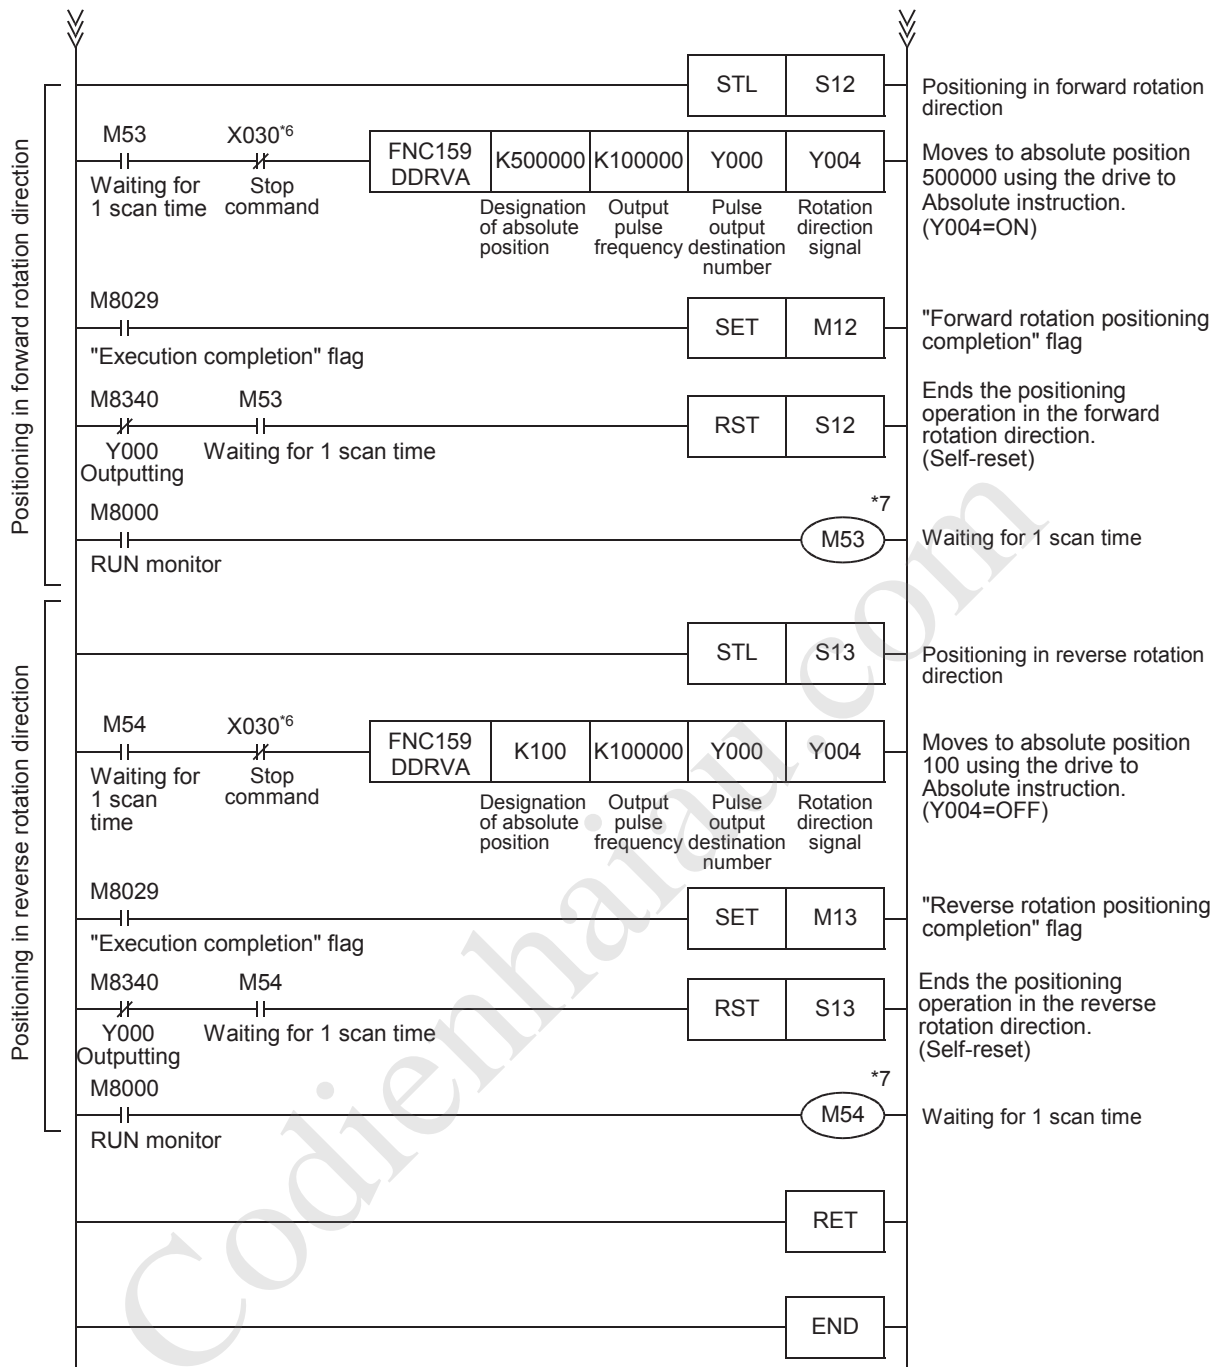 STL S12
Positioning in forward rotation
direction
Positioning in forward rotation direction
M53
X030*6
FNC159
DDRVA
K500000
K100000
Y000
Y004
Waiting for
1 scan time
Stop
command
Designation
of absolute
position
Output
pulse
frequency
Pulse
output
destination
number
Rotation
direction
signal
Moves to absolute position
500000 using the drive to
Absolute instruction.
(Y004=ON)
M8029
"Execution completion" flag
SET M12
"Forward rotation positioning
completion" flag
M8340
M53
Y000
Outputting
Waiting for 1 scan time
RST S12
Ends the positioning
operation in the forward
rotation direction.
(Self-reset)
M8000
RUN monitor
*7
M53
Waiting for 1 scan time
STL S13
Positioning in reverse rotation
direction
Positioning in reverse rotation direction
M54
X030*6
FNC159
DDRVA
K100
K100000
Y000
Y004
Waiting for
1 scan
time
Stop
command
Designation
of absolute
position
Output
pulse
frequency
Pulse
output
destination
number
Rotation
direction
signal
Moves to absolute position
100 using the drive to
Absolute instruction.
(Y004=OFF)
M8029
"Execution completion" flag
SET M13
"Reverse rotation positioning
completion" flag
M8340
M54
Y000
Outputting
Waiting for 1 scan time
RST S13
Ends the positioning
operation in the reverse
rotation direction.
(Self-reset)
M8000
RUN monitor
*7
M54
Waiting for 1 scan time
RET
END
Codienhaiau.com